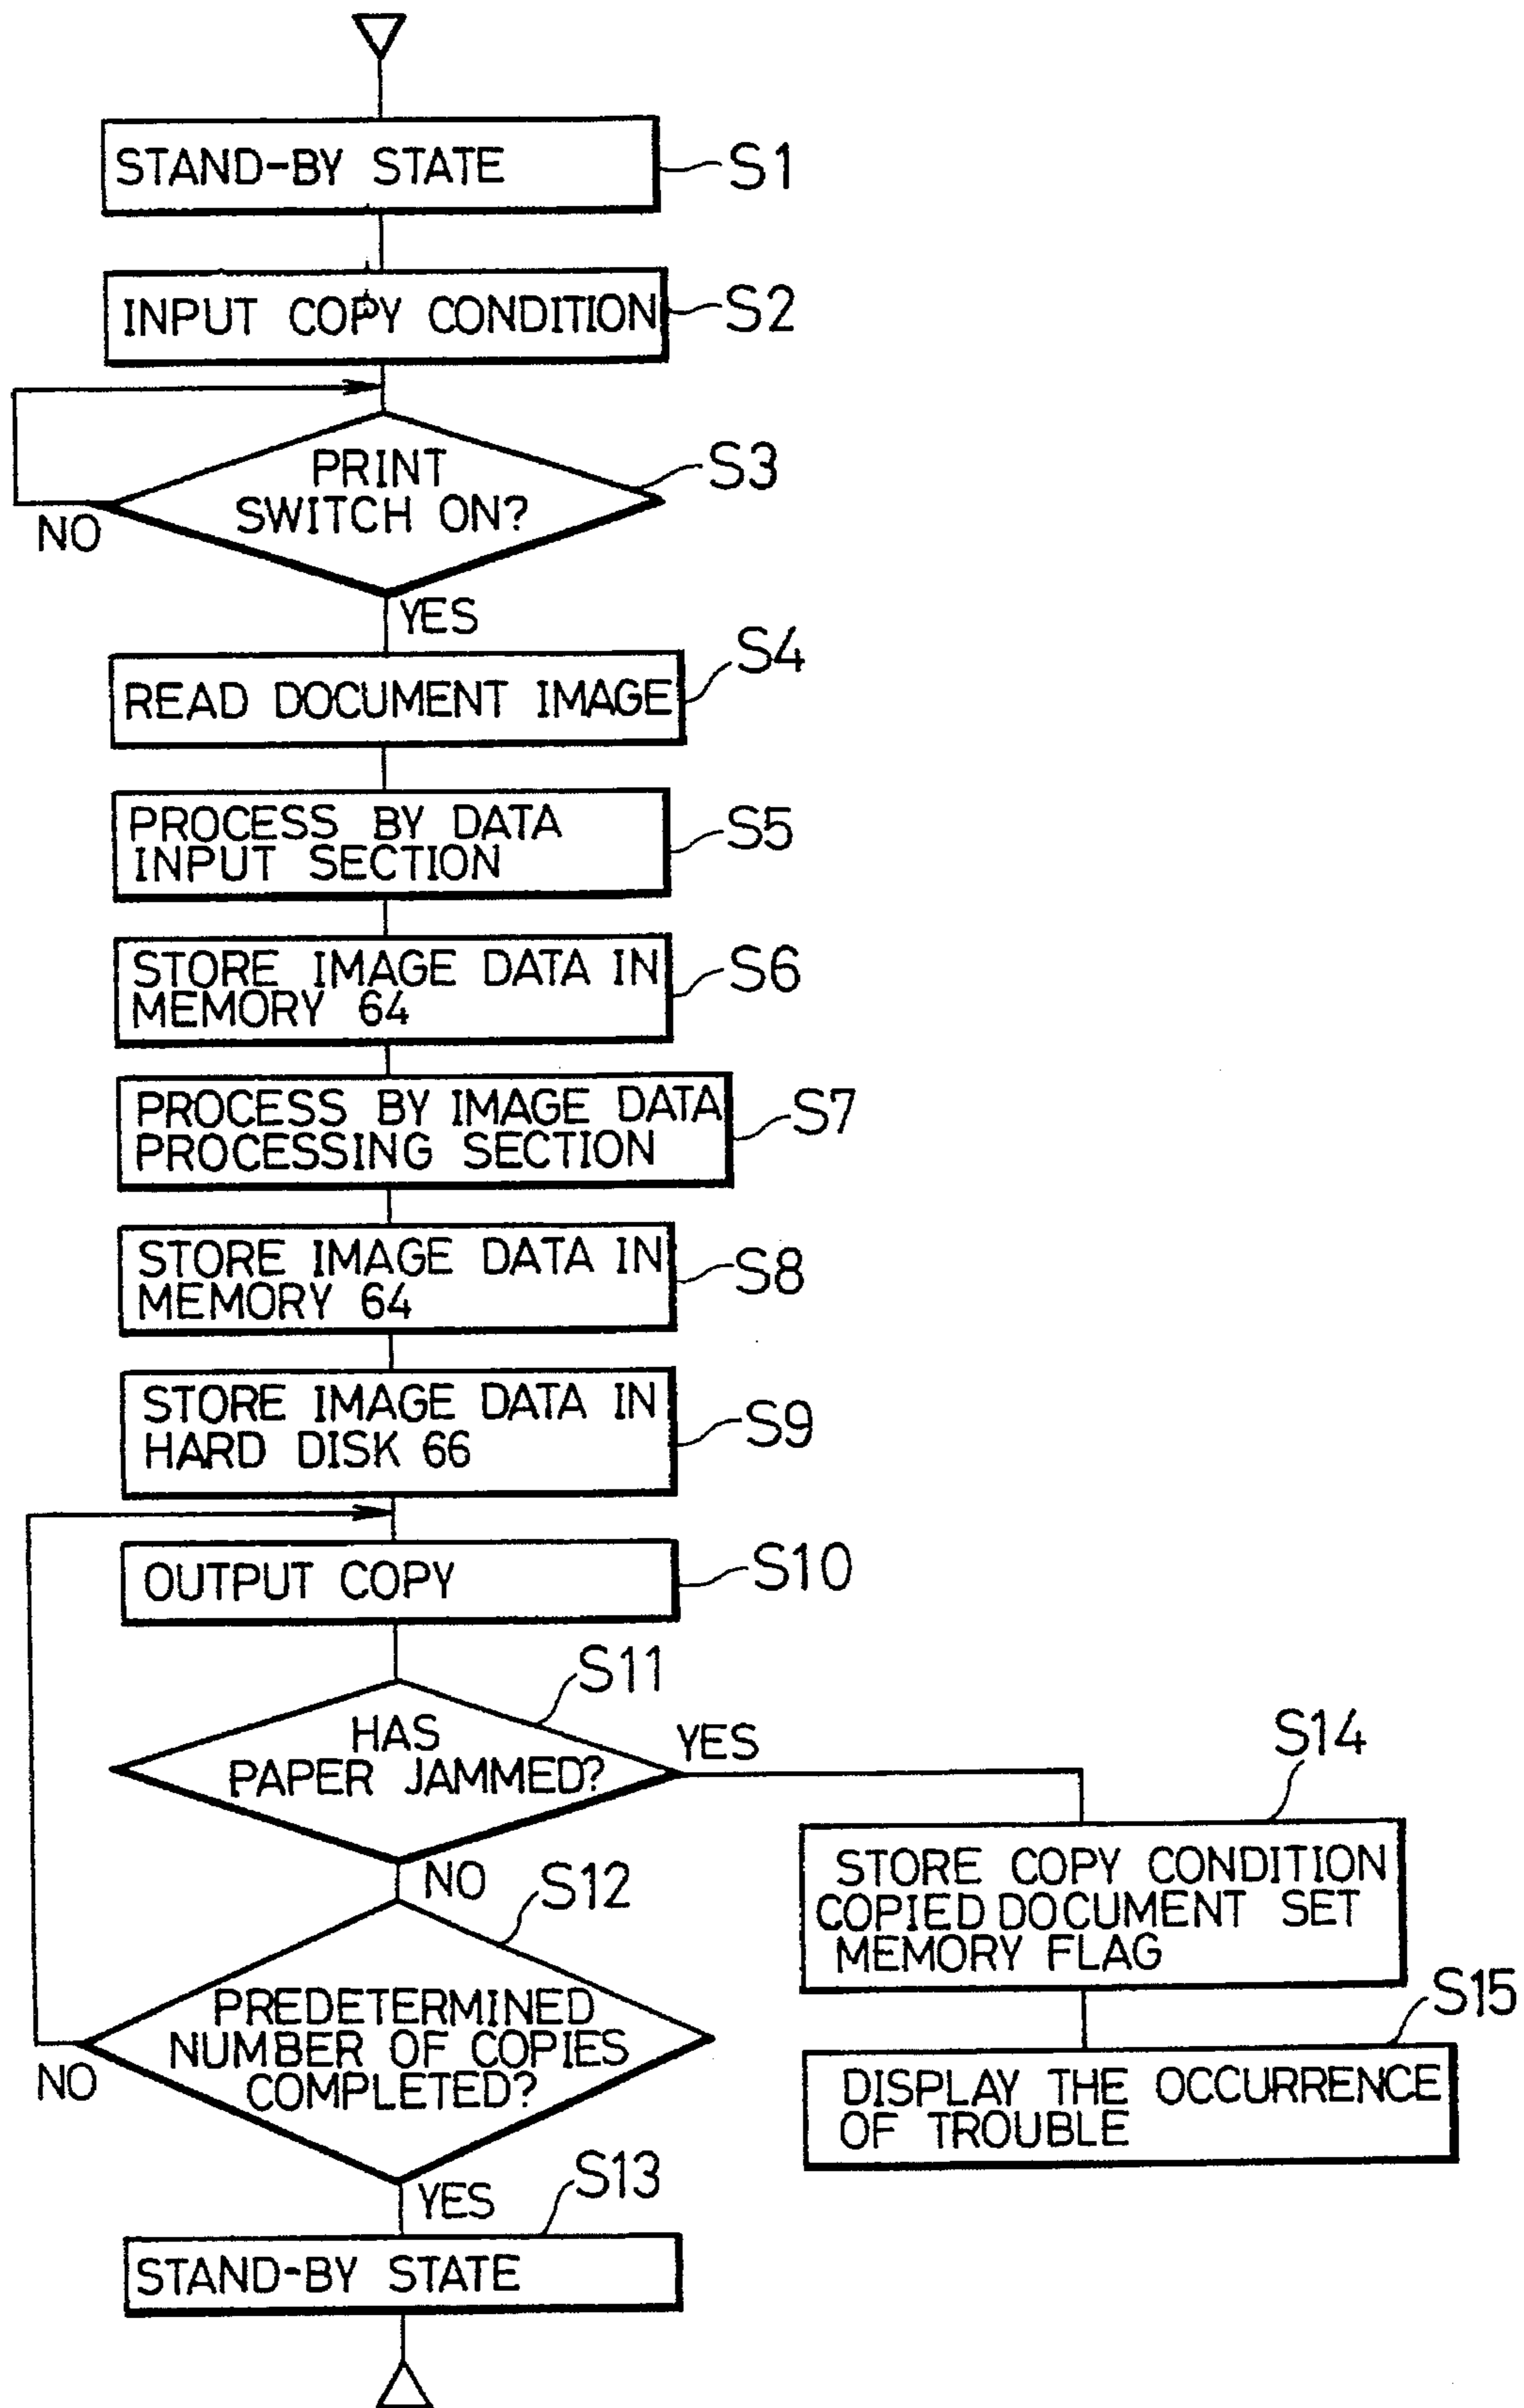 STAND-BY STATE
S1
INPUT COPY CONDITION
S2
PRINT
SWITCH ON?
S3
NO
YES
READ DOCUMENT IMAGE
S4
PROCESS BY DATA
INPUT SECTION
S5
STORE IMAGE DATA IN
MEMORY 64
S6
PROCESS BY IMAGE DATA
PROCESSING SECTION
S7
STORE IMAGE DATA IN
MEMORY 64
S8
STORE IMAGE DATA IN
HARD DISK 66
S9
OUTPUT COPY
S10
HAS
PAPER JAMMED?
S11
YES
NO
S14
STORE COPY CONDITION
COPIED DOCUMENT SET
MEMORY FLAG
S12
PREDETERMINED
NUMBER OF COPIES
COMPLETED?
NO
YES
S15
DISPLAY THE OCCURRENCE
OF TROUBLE
S13
STAND-BY STATE